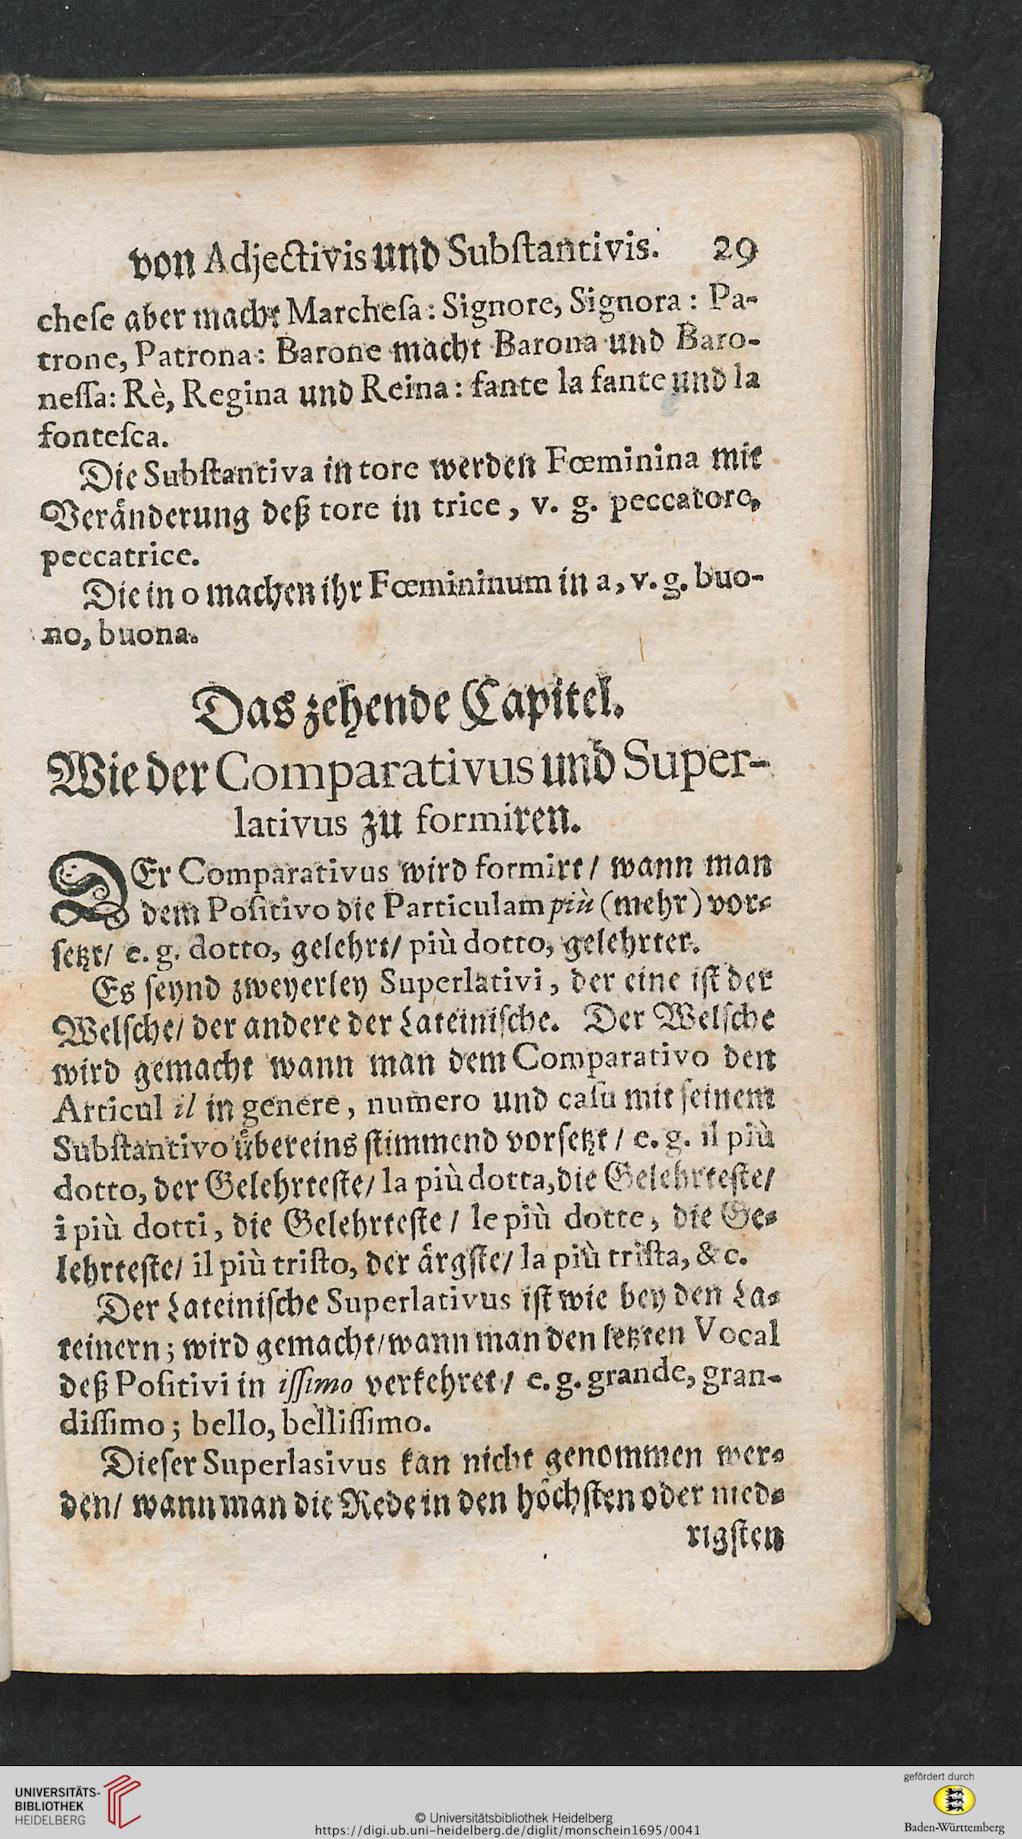 von Adjectivis und Substantivis. 29
chese aber macht Marchesa: Signore, Signora: Pa-
trone, Patrona: Barone macht Barona und Baro-
nessa: Rè, Regina und Reina: fante la fante und la
fontesca.
Die Substantiva in tore werden Fœminina mit
Veränderung deß tore in trice, v. g. peccatore,
peccatrice.
Die in o machen ihr Fœmininum in a, v. g. buo-
no, buona.
Das zehende Capitel.
Wie der Comparativus und Super-
lativus zu formiren.
DEr Comparativus wird formirt / wann man
dem Positivo die Particulam più (mehr) vor-
setzt/ e. g. dotto, gelehrt/ più dotto, gelehrter.
Es seynd zweyerley Superlativi, der eine ist der
Welsche/ der andere der Lateinische. Der Welsche
wird gemacht wann man dem Comparativo den
Articul il in genere, numero und casu mit seinem
Substantivo übereins stimmend vorsetzt / e. g. il più
dotto, der Gelehrteste/ la più dotta, die Gelehrteste/
i più dotti, die Gelehrteste / le più dotte, die Ge-
lehrteste/ il più tristo, der ärgste/ la più trista, &c.
Der Lateinische Superlativus ist wie bey den La-
teinern; wird gemacht/ wann man den letzten Vocal
deß Positivi in issimo verkehret / e. g. grande, gran-
dissimo; bello, bellissimo.
Dieser Superlasivus kan nicht genommen wer-
den/ wann man die Rede in den höchsten oder nied-
rigsten
UNIVERSITÄTS-
BIBLIOTHEK
HEIDELBERG
© Universitätsbibliothek Heidelberg
https://digi.ub.uni-heidelberg.de/diglit/monschein1695/0041
gefördert durch
Baden-Württemberg